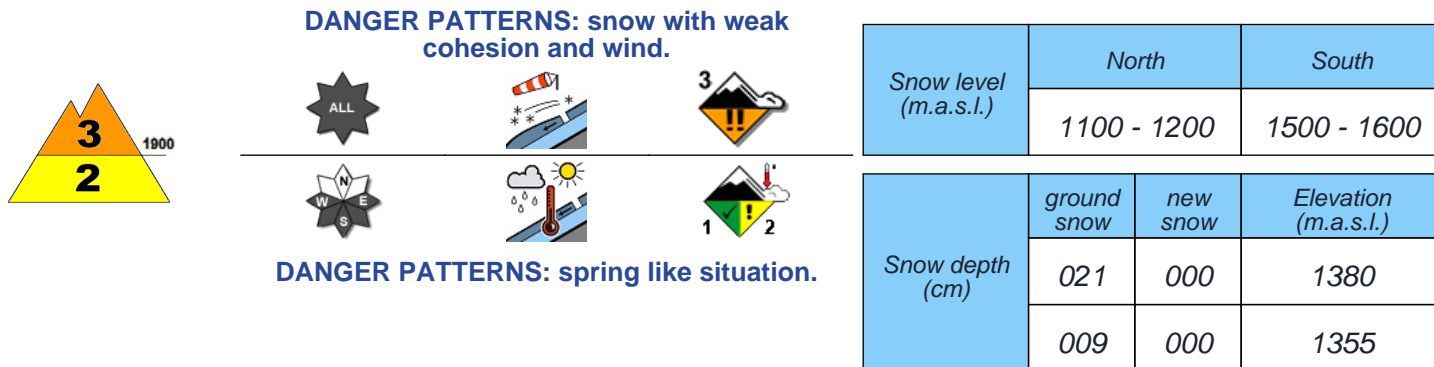 DANGER PATTERNS: snow with weak
cohesion and wind.
3
1900
2
ALL
3
!!
N
W E
S
✓ !
1 2
DANGER PATTERNS: spring like situation.
Snow level
(m.a.s.l.)
North South
1100 - 1200 1500 - 1600
Snow depth
(cm)
ground
snow
new
snow
Elevation
(m.a.s.l.)
021 000 1380
009 000 1355